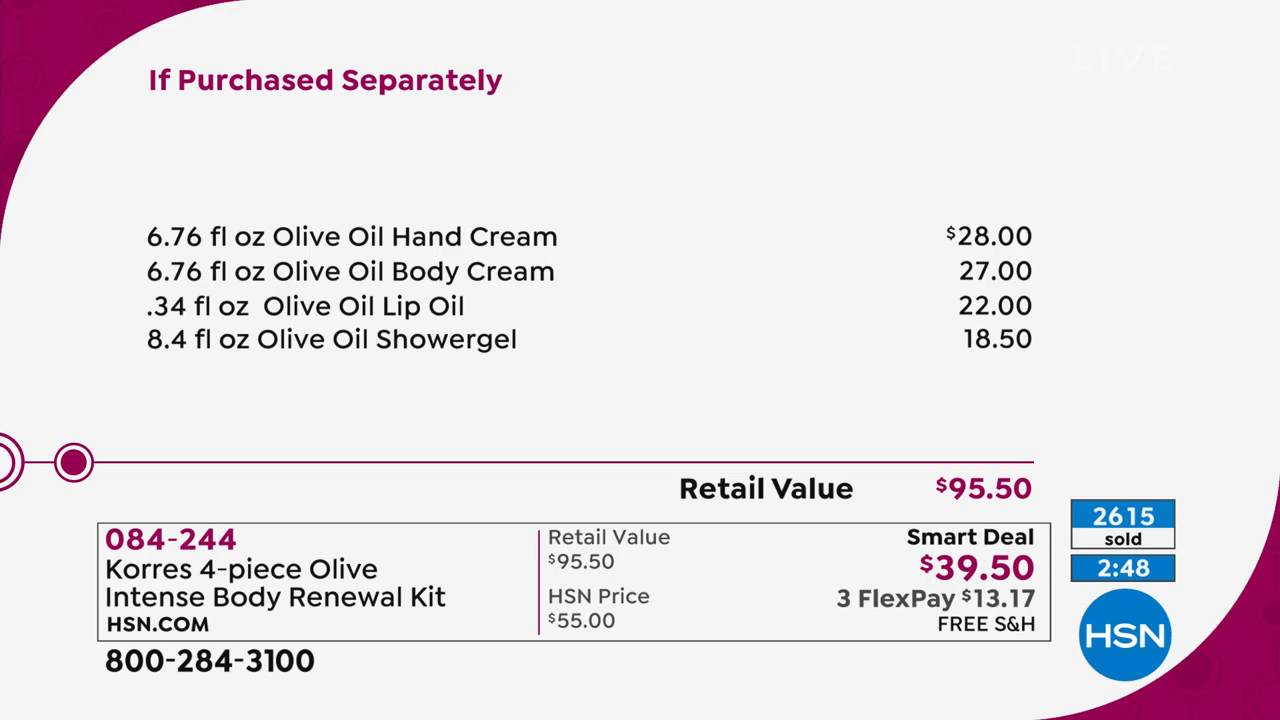 LIVE
If Purchased Separately
6.76 fl oz Olive Oil Hand Cream $28.00
6.76 fl oz Olive Oil Body Cream 27.00
.34 fl oz Olive Oil Lip Oil 22.00
8.4 fl oz Olive Oil Showergel 18.50
Retail Value $95.50
084-244
Korres 4-piece Olive
Intense Body Renewal Kit
HSN.COM
Retail Value
$95.50
HSN Price
$55.00
Smart Deal
$39.50
3 FlexPay $13.17
FREE S&H
2615
sold
2:48
HSN
800-284-3100